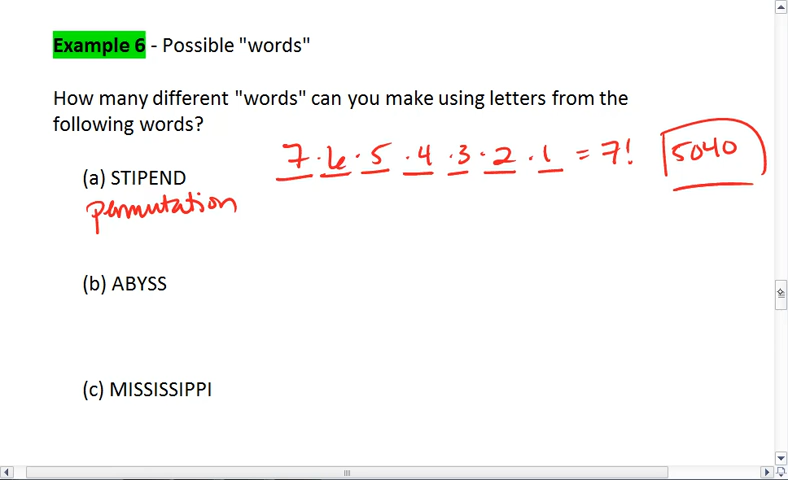 Example 6 - Possible "words"
How many different "words" can you make using letters from the
following words?
7 · 6 · 5 · 4 · 3 · 2 · 1 = 7! 5040
(a) STIPEND
permutation
(b) ABYSS
(c) MISSISSIPPI